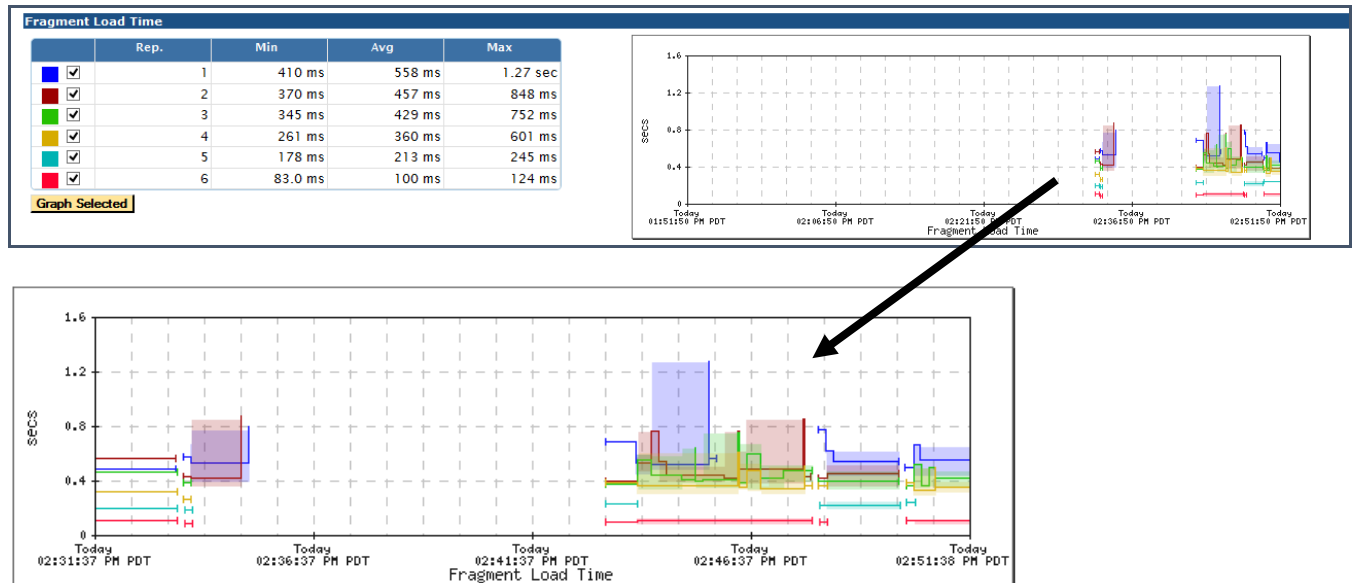 Fragment Load Time
Rep. Min Avg Max
1 410 ms 558 ms 1.27 sec
2 370 ms 457 ms 848 ms
3 345 ms 429 ms 752 ms
4 261 ms 360 ms 601 ms
5 178 ms 213 ms 245 ms
6 83.0 ms 100 ms 124 ms
Graph Selected
1.6
1.2
0.8
0.4
0
secs
Today Today Today Today Today
01:51:50 PM PDT 02:06:50 PM PDT 02:21:50 PM PDT 02:36:50 PM PDT 02:51:50 PM PDT
Fragment Load Time
1.6
1.2
0.8
0.4
0
secs
Today Today Today Today Today
02:31:37 PM PDT 02:36:37 PM PDT 02:41:37 PM PDT 02:46:37 PM PDT 02:51:38 PM PDT
Fragment Load Time